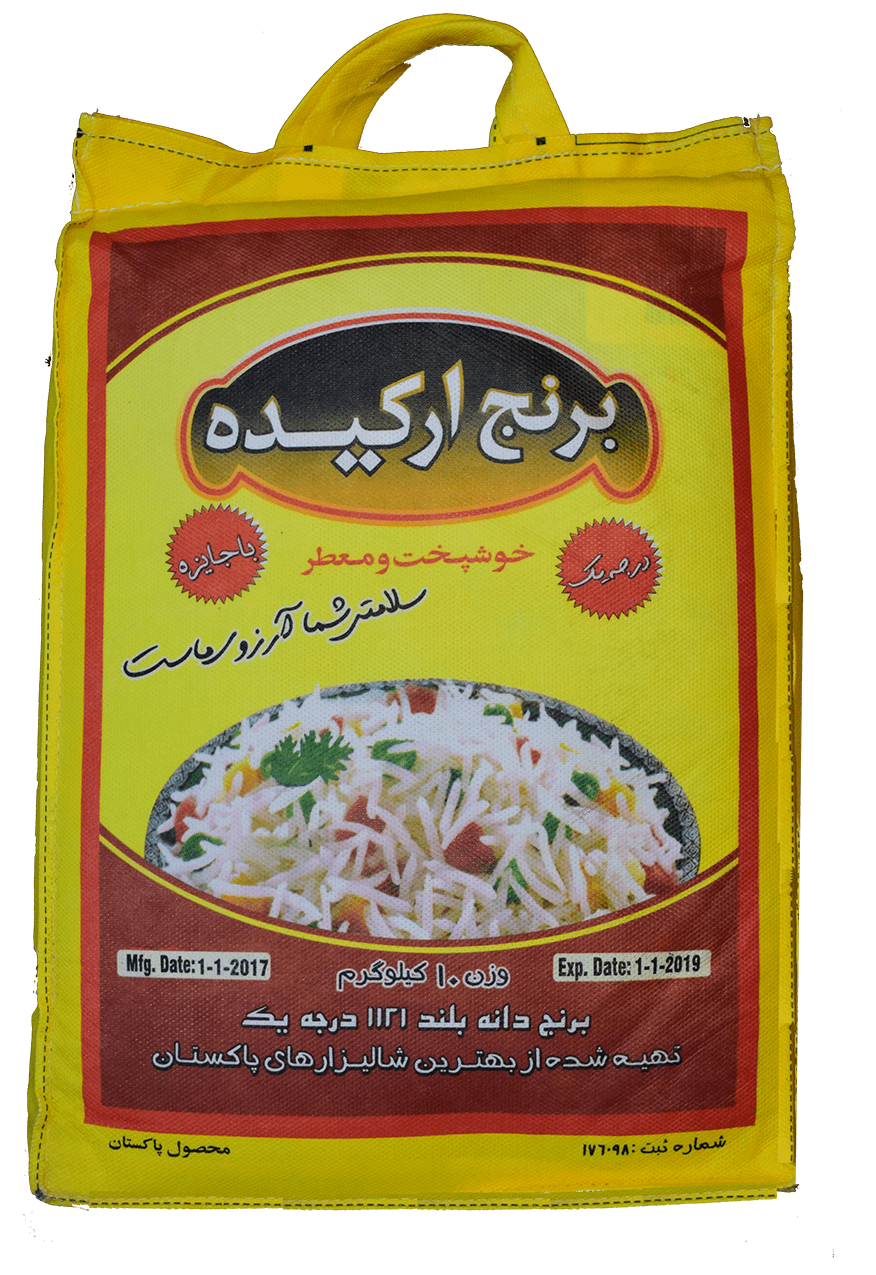 برنج ارکیده
درجه یک
خوشپخت و معطر
با جایزه
سلامتی شما آرزوی ماست
Mfg. Date: 1-1-2017
وزن ۱۰ کیلوگرم
Exp. Date: 1-1-2019
برنج دانه بلند ۱۱۲۱ درجه یک
تهیه شده از بهترین شالیزارهای پاکستان
شماره ثبت : ۱۷۶۰۹۸
محصول پاکستان